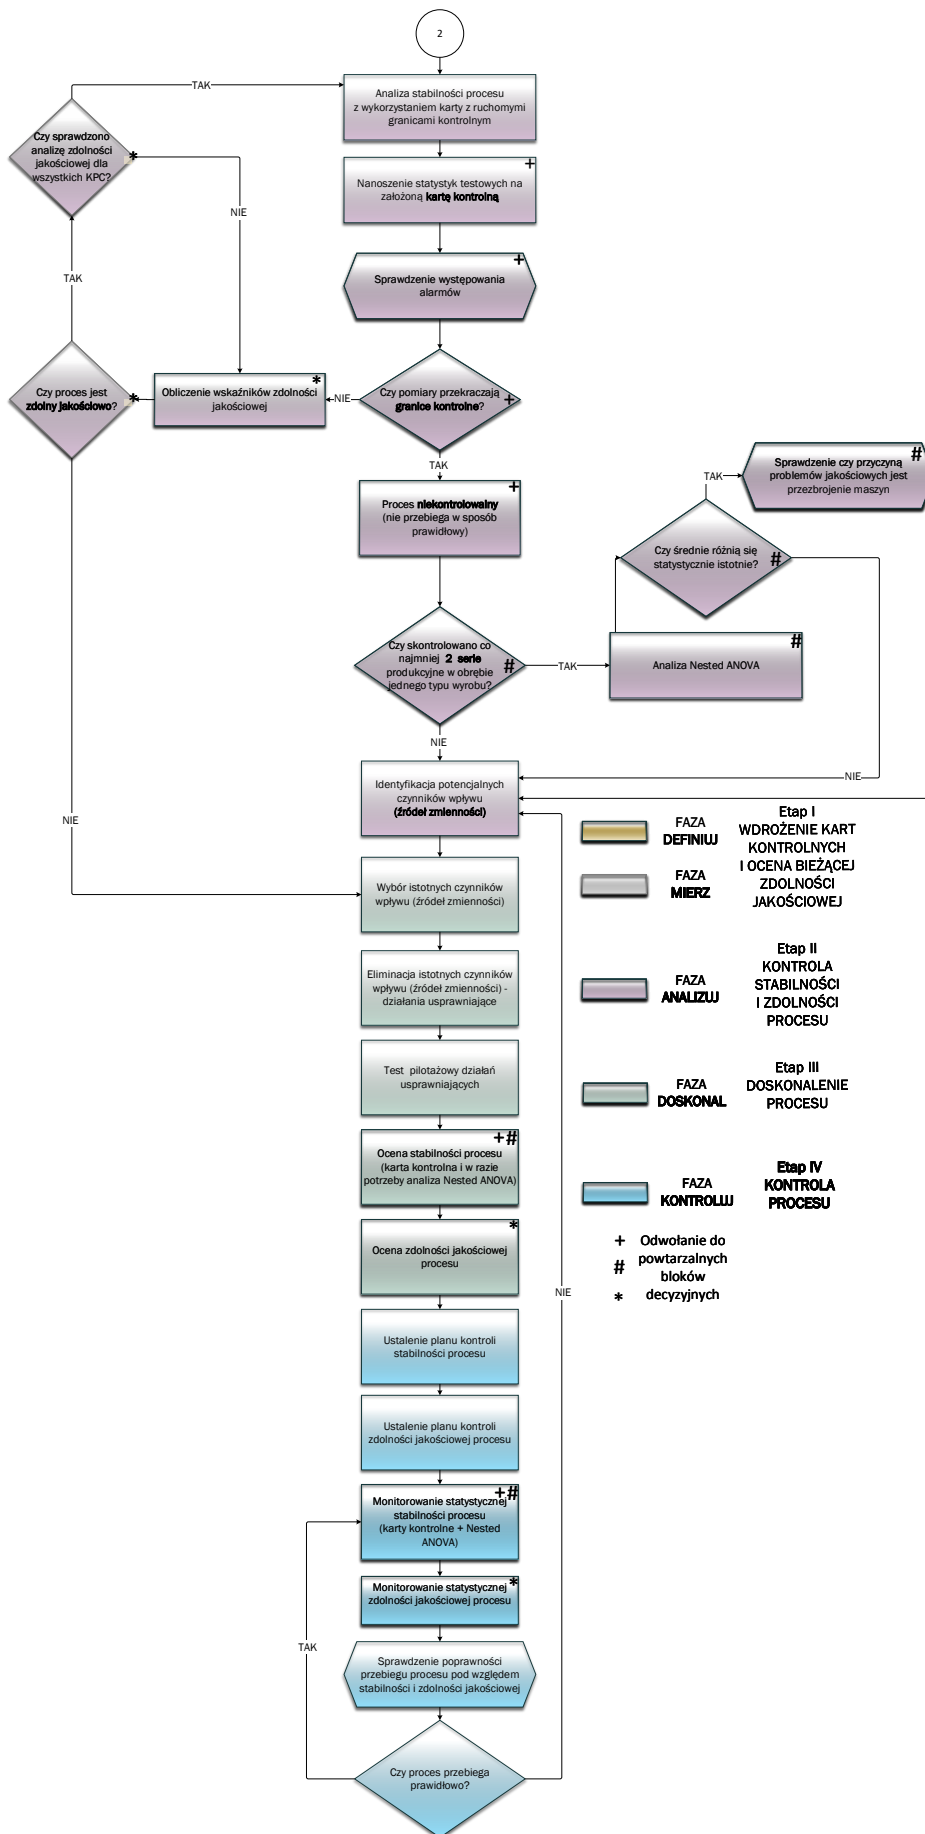 2
TAK
Analiza stabilności procesu
z wykorzystaniem karty z ruchomymi
granicami kontrolnym
Czy sprawdzono
analizę zdolności
jakościowej dla
wszystkich KPC?
*
+
Nanoszenie statystyk testowych na
założoną kartę kontrolną
NIE
TAK
+
Sprawdzenie występowania
alarmów
Czy proces jest
zdolny jakościowo?
*
*
Obliczenie wskaźników zdolności
jakościowej
NIE
Czy pomiary przekraczają
granice kontrolne?
+
TAK
+
Proces niekontrolowalny
(nie przebiega w sposób
prawidłowy)
#
Sprawdzenie czy przyczyną
problemów jakościowych jest
przezbrojenie maszyn
TAK
Czy średnie różnią się
statystycznie istotnie?
#
Czy skontrolowano co
najmniej 2 serie
produkcyjne w obrębie
jednego typu wyrobu?
#
TAK
#
Analiza Nested ANOVA
NIE
NIE
Identyfikacja potencjalnych
czynników wpływu
(źródeł zmienności)
NIE
Wybór istotnych czynników
wpływu (źródeł zmienności)
Eliminacja istotnych czynników
wpływu (źródeł zmienności) -
działania usprawniające
Test pilotażowy działań
usprawniających
+#
Ocena stabilności procesu
(karta kontrolna i w razie
potrzeby analiza Nested ANOVA)
*
Ocena zdolności jakościowej
procesu
Ustalenie planu kontroli
stabilności procesu
Ustalenie planu kontroli
zdolności jakościowej procesu
+#
Monitorowanie statystycznej
stabilności procesu
(karty kontrolne + Nested
ANOVA)
*
Monitorowanie statystycznej
zdolności jakościowej procesu
TAK
Sprawdzenie poprawności
przebiegu procesu pod względem
stabilności i zdolności jakościowej
Czy proces przebiega
prawidłowo?
NIE
FAZA
DEFINIUJ
FAZA
MIERZ
Etap I
WDROŻENIE KART
KONTROLNYCH
I OCENA BIEŻĄCEJ
ZDOLNOŚCI
JAKOŚCIOWEJ
FAZA
ANALIZUJ
Etap II
KONTROLA
STABILNOŚCI
I ZDOLNOŚCI
PROCESU
FAZA
DOSKONAL
Etap III
DOSKONALENIE
PROCESU
FAZA
KONTROLUJ
Etap IV
KONTROLA
PROCESU
+ Odwołanie do
# powtarzalnych
bloków
* decyzyjnych